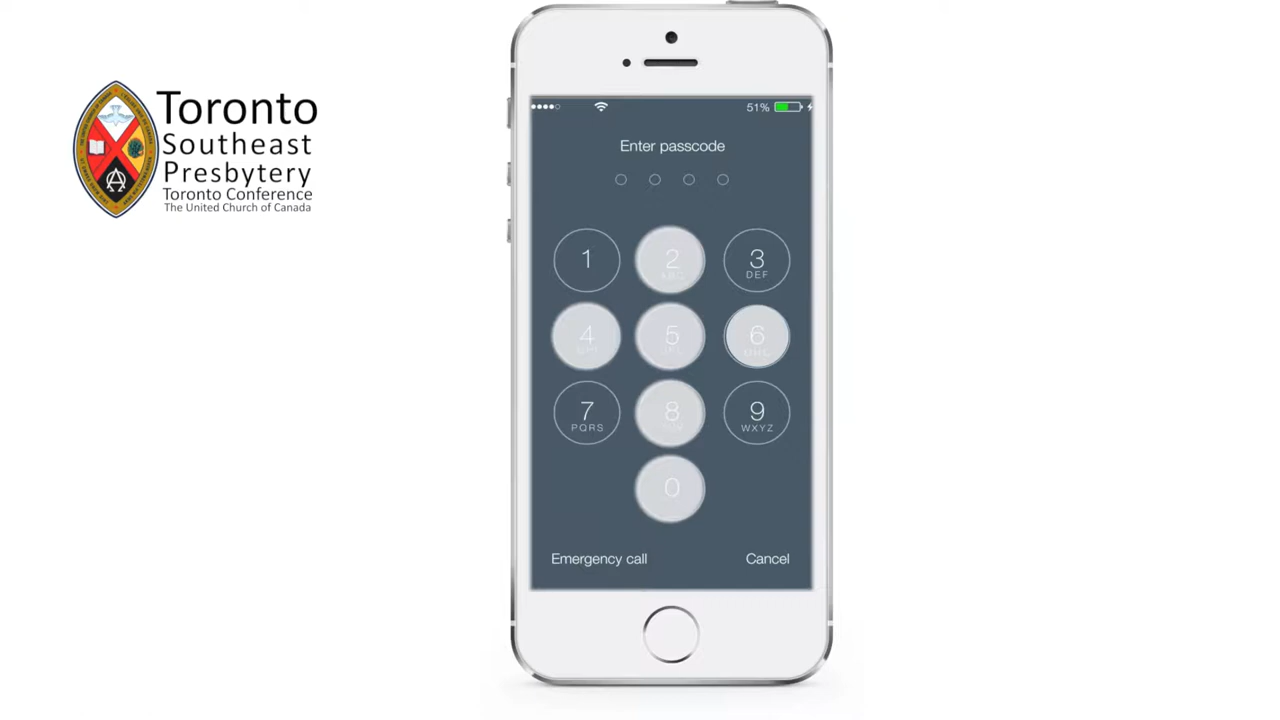 Toronto
Southeast
Presbytery
Toronto Conference
The United Church of Canada
51%
Enter passcode
1 2 3
DEF
4 5 6
7 8 9
PQRS WXYZ
0
Emergency call Cancel